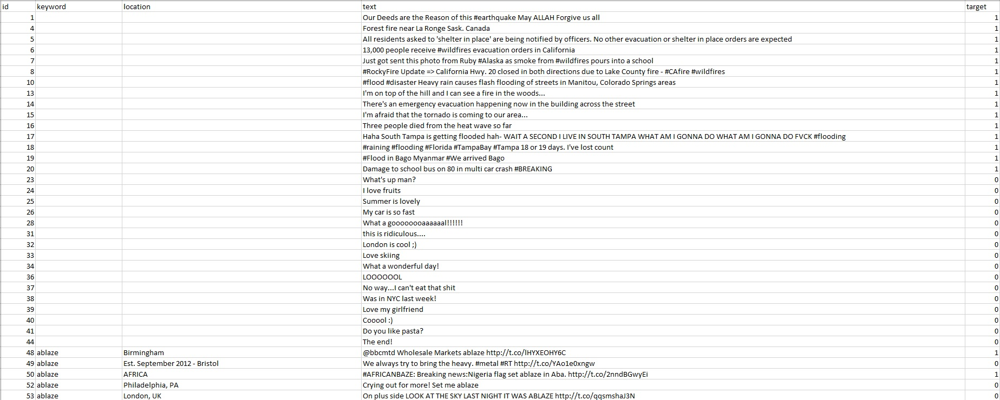 id keyword location text target
1 Our Deeds are the Reason of this #earthquake May ALLAH Forgive us all 1
4 Forest fire near La Ronge Sask. Canada 1
5 All residents asked to 'shelter in place' are being notified by officers. No other evacuation or shelter in place orders are expected 1
6 13,000 people receive #wildfires evacuation orders in California 1
7 Just got sent this photo from Ruby #Alaska as smoke from #wildfires pours into a school 1
8 #RockyFire Update => California Hwy. 20 closed in both directions due to Lake County fire - #CAfire #wildfires 1
10 #flood #disaster Heavy rain causes flash flooding of streets in Manitou, Colorado Springs areas 1
13 I'm on top of the hill and I can see a fire in the woods... 1
14 There's an emergency evacuation happening now in the building across the street 1
15 I'm afraid that the tornado is coming to our area... 1
16 Three people died from the heat wave so far 1
17 Haha South Tampa is getting flooded hah- WAIT A SECOND I LIVE IN SOUTH TAMPA WHAT AM I GONNA DO WHAT AM I GONNA DO FVCK #flooding 1
18 #raining #flooding #Florida #TampaBay #Tampa 18 or 19 days. I've lost count 1
19 #Flood in Bago Myanmar #We arrived Bago 1
20 Damage to school bus on 80 in multi car crash #BREAKING 1
23 What's up man? 0
24 I love fruits 0
25 Summer is lovely 0
26 My car is so fast 0
28 What a goooooooaaaaaal!!!!!! 0
31 this is ridiculous.... 0
32 London is cool ;) 0
33 Love skiing 0
34 What a wonderful day! 0
36 LOOOOOOL 0
37 No way...I can't eat that shit 0
38 Was in NYC last week! 0
39 Love my girlfriend 0
40 Cooool :) 0
41 Do you like pasta? 0
44 The end! 0
48 ablaze Birmingham @bbcmtd Wholesale Markets ablaze http://t.co/lHYXEOHY6C 1
49 ablaze Est. September 2012 - Bristol We always try to bring the heavy. #metal #RT http://t.co/YAo1e0xngw 0
50 ablaze AFRICA #AFRICANBAZE: Breaking news:Nigeria flag set ablaze in Aba. http://t.co/2nndBGwyEi 1
52 ablaze Philadelphia, PA Crying out for more! Set me ablaze 0
53 ablaze London, UK On plus side LOOK AT THE SKY LAST NIGHT IT WAS ABLAZE http://t.co/qqsmshaJ3N 0